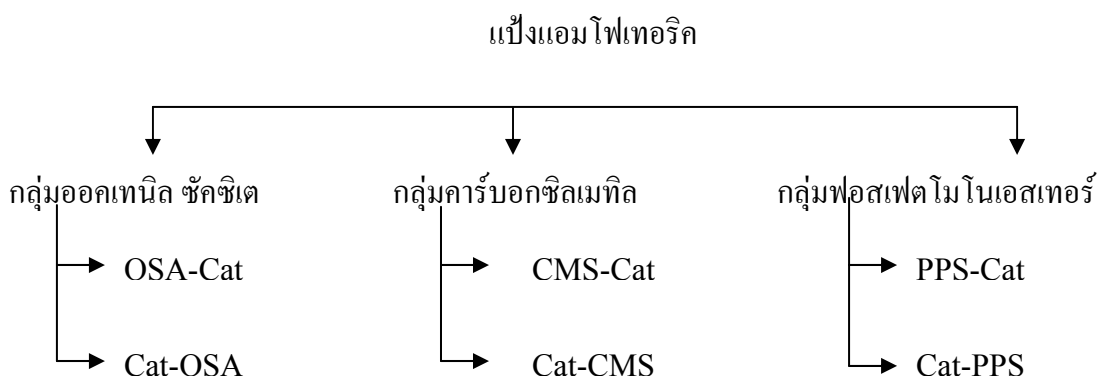 แป้งแอมโฟเทอริค
กลุ่มออคเทนิล ซัคซิเต
กลุ่มคาร์บอกซิลเมทิล
กลุ่มฟอสเฟตโมโนเอสเทอร์
OSA-Cat
CMS-Cat
PPS-Cat
Cat-OSA
Cat-CMS
Cat-PPS